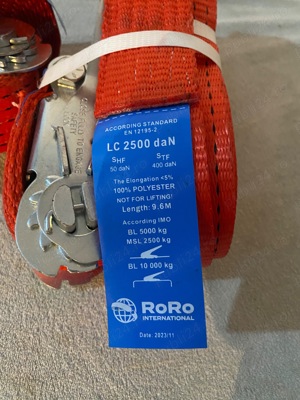 ACCORDING STANDARD
EN 12195-2
LC 2500 daN
SHF STF
50 daN 400 daN
The Elongation <5%
100% POLYESTER
NOT FOR LIFTING!
Length: 9.6M
According IMO
BL 5000 kg
MSL 2500 kg
BL 10 000 kg
RoRo
INTERNATIONAL
Date: 2023/11